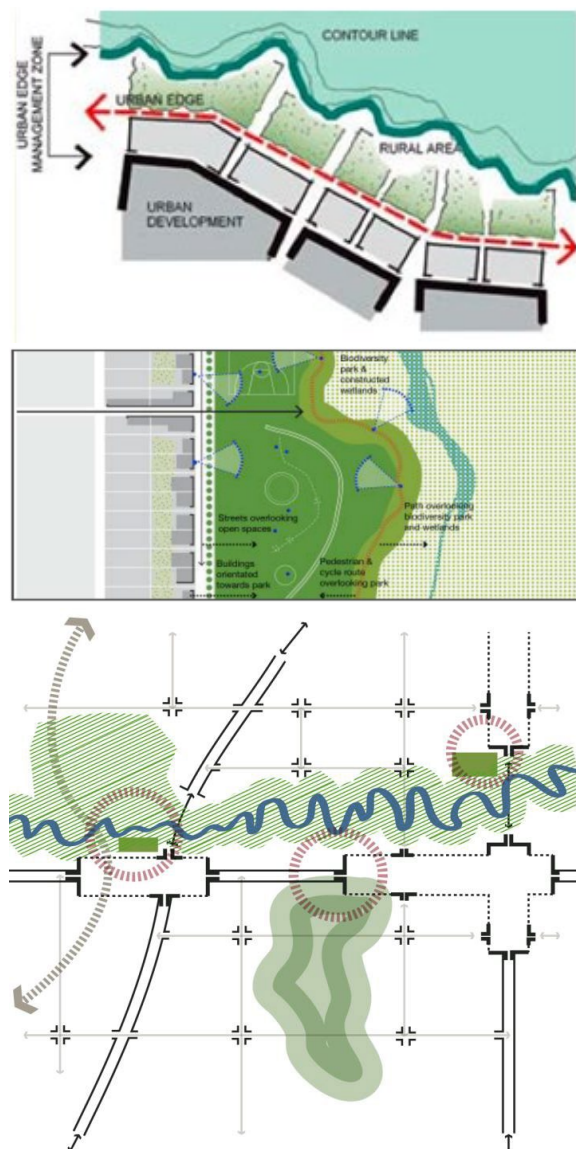 CONTOUR LINE
URBAN EDGE
MANAGEMENT ZONE
URBAN EDGE
RURAL AREA
URBAN
DEVELOPMENT
Biodiversity
park &
constructed
wetlands
Streets overlooking
open spaces
Path overlooking
biodiversity park
and wetlands
Buildings
orientated
towards park
Pedestrian &
cycle route
overlooking park